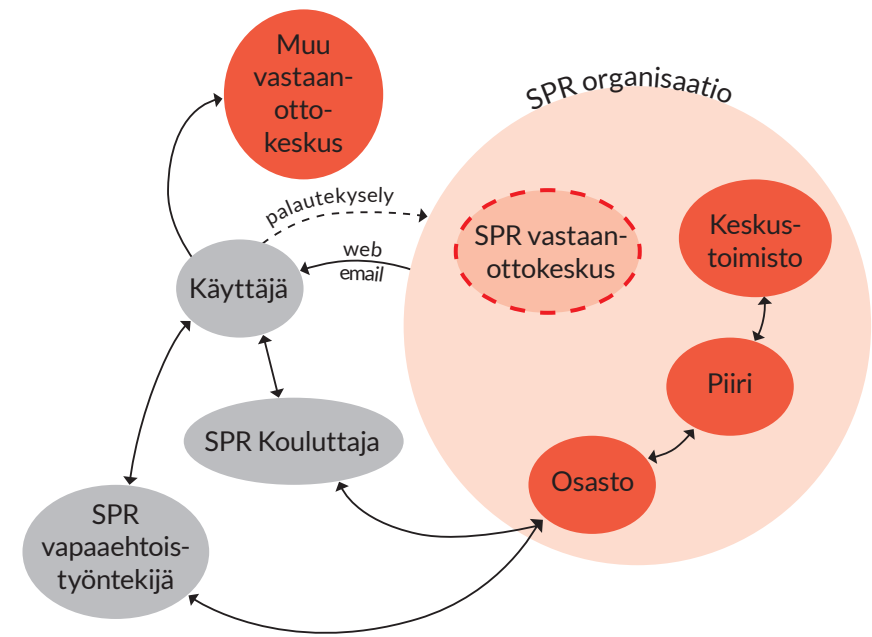 Muu
vastaan-
otto-
keskus
SPR organisaatio
palautekysely
web
email
SPR vastaan-
ottokeskus
Keskus-
toimisto
Käyttäjä
Piiri
SPR Kouluttaja
Osasto
SPR
vapaaehtois-
työntekijä